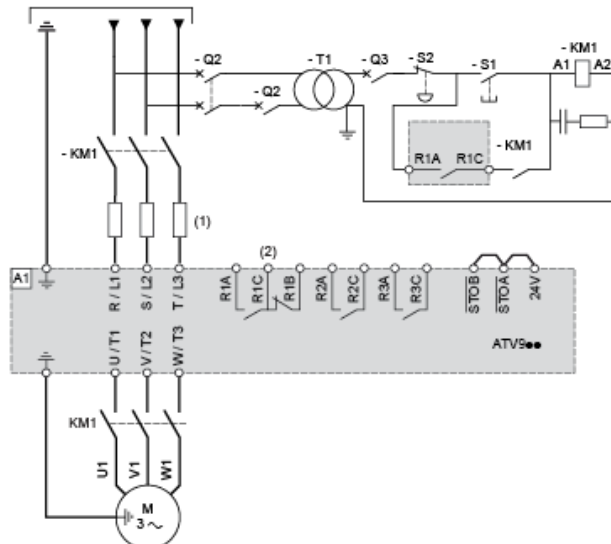 - Q2
- T1
- Q3
- S2
- S1
- KM1
A1
A2
- Q2
- KM1
R1A
R1C
- KM1
(1)
(2)
A1
R / L1
S / L2
T / L3
R1A
R1C
R1B
R2A
R2C
R3A
R3C
STOB
STOA
24V
U / T1
V / T2
W / T3
ATV9●●
KM1
U1
V1
W1
M
3 ~